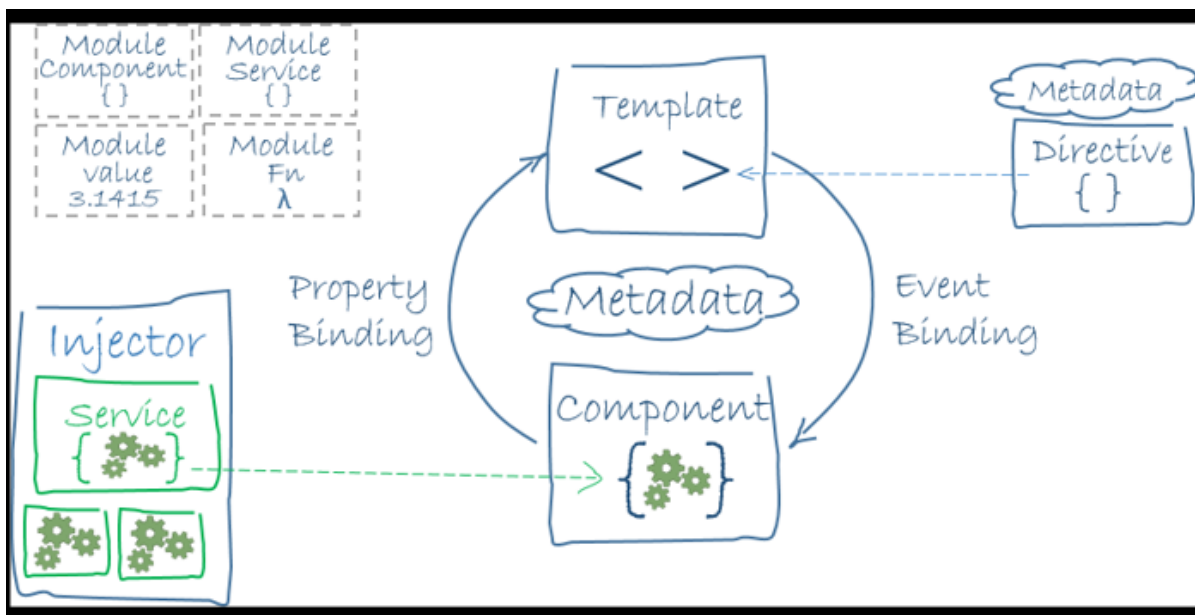 Module
Component
{ }
Module
Service
{ }
Module
value
3.1415
Module
Fn
λ
Template
< >
Metadata
Directive
{ }
Property
Binding
Metadata
Event
Binding
Injector
Service
{ }
Component
{ }